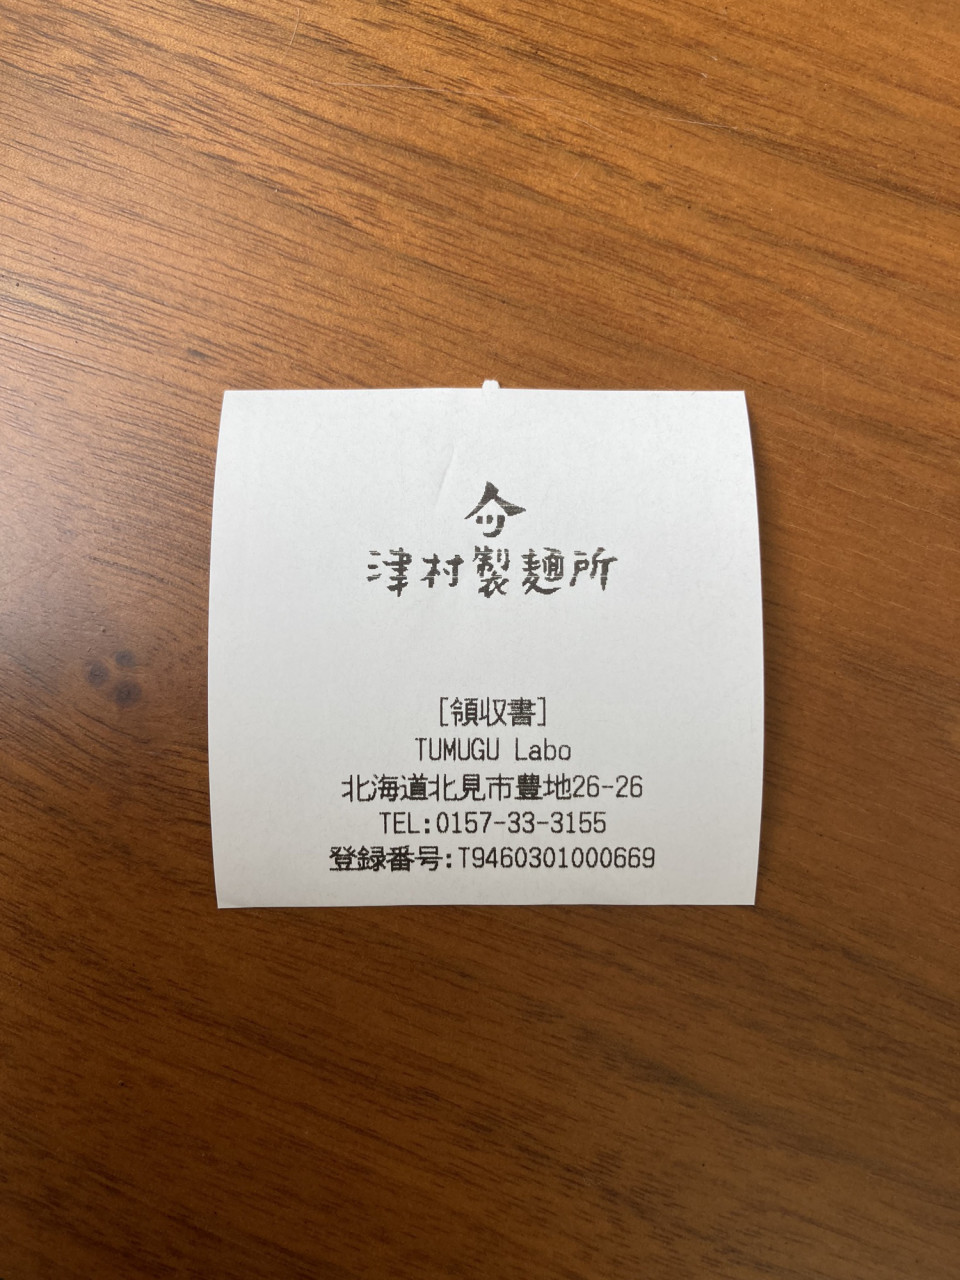 ツ
津村製麺所
[領収書]
TUMUGU Labo
北海道北見市豊地26-26
TEL:0157-33-3155
登録番号:T9460301000669